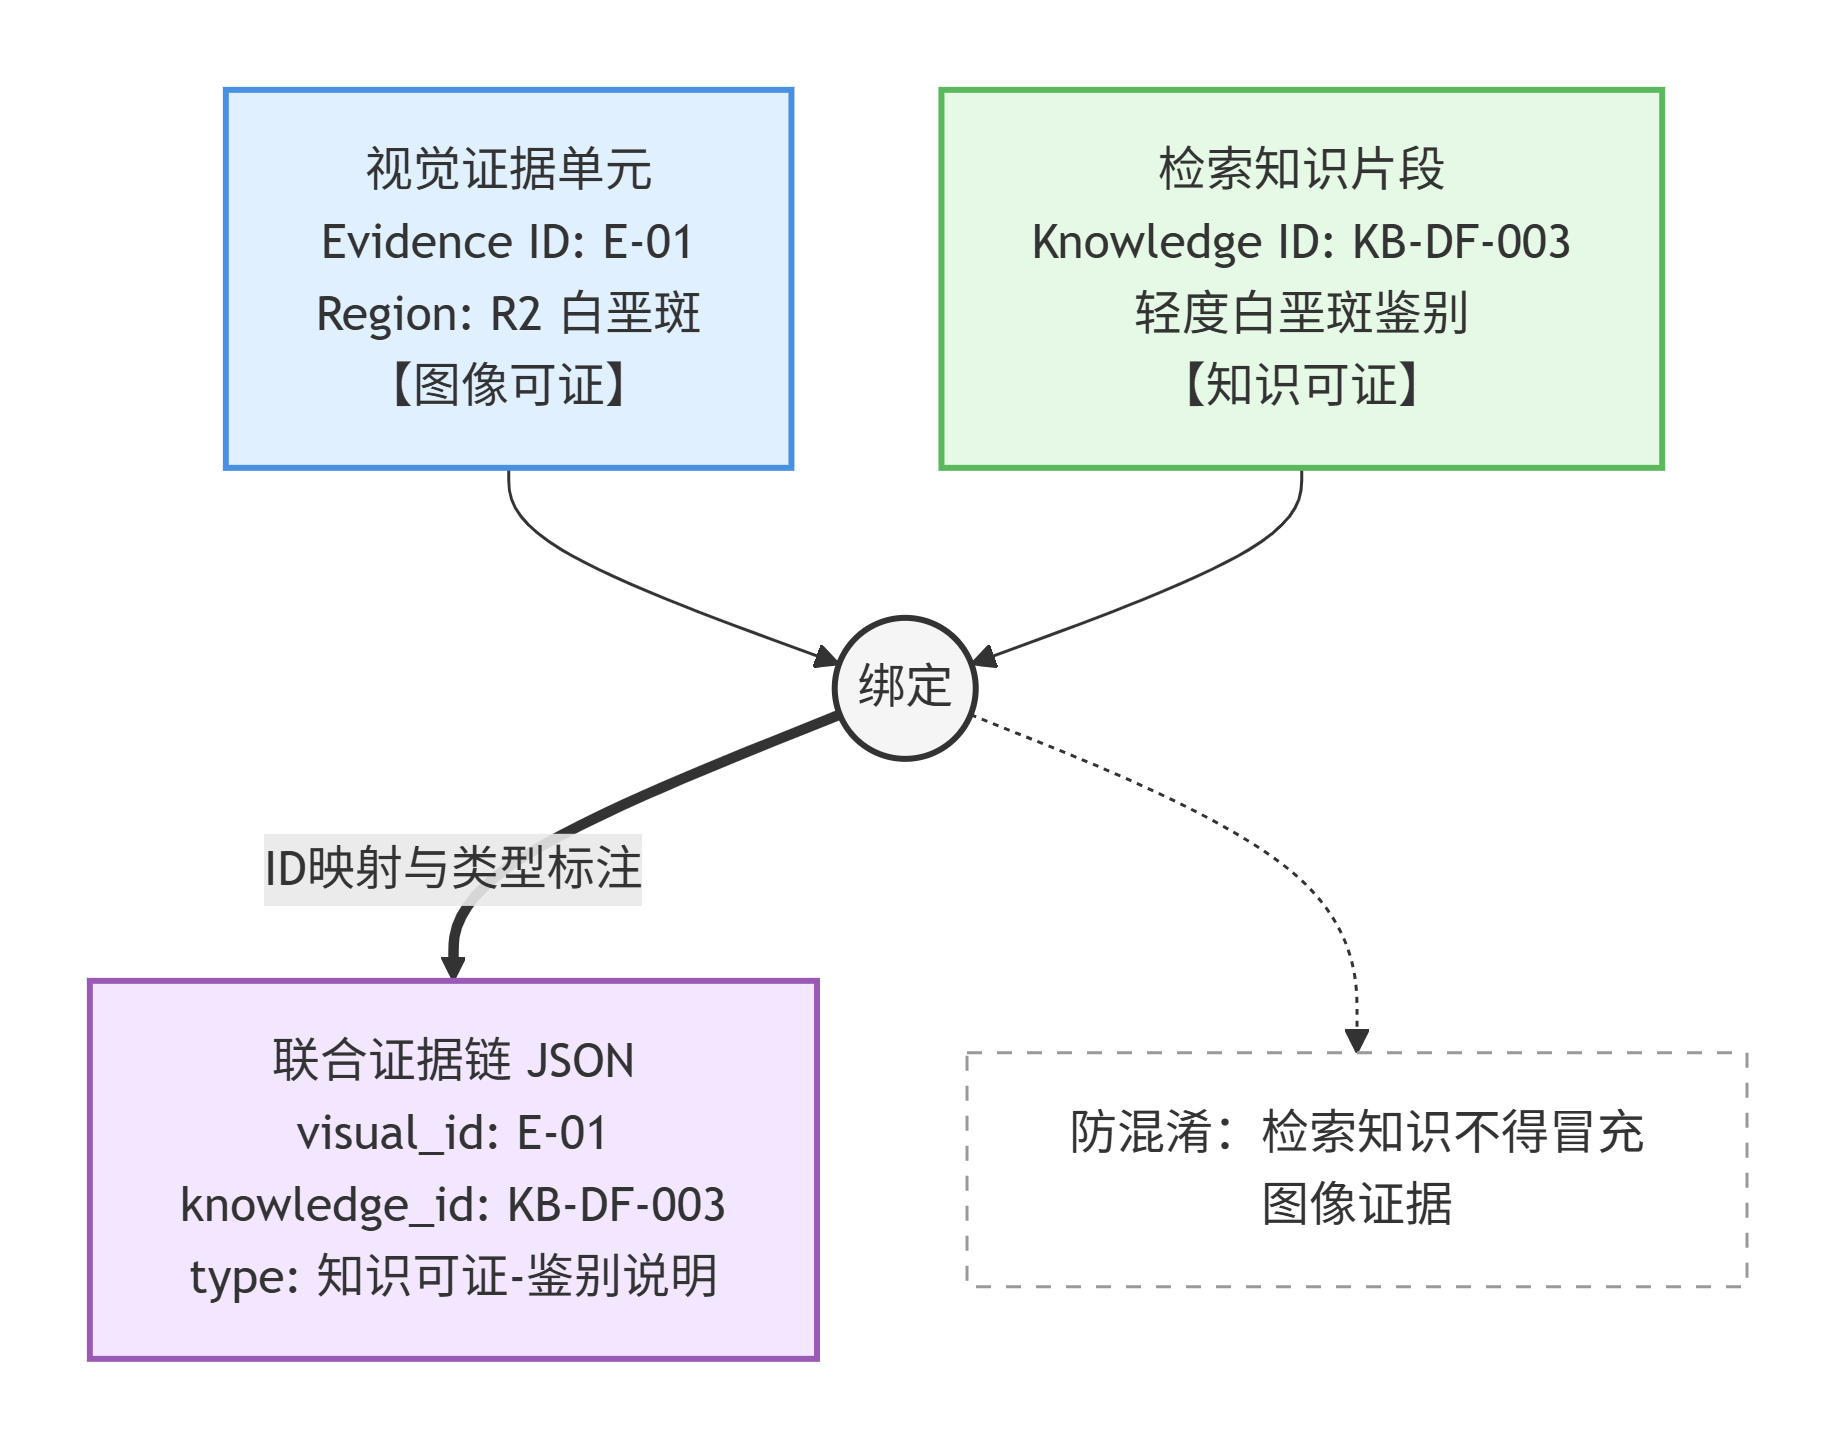 视觉证据单元
Evidence ID: E-01
Region: R2 白垩斑
【图像可证】
检索知识片段
Knowledge ID: KB-DF-003
轻度白垩斑鉴别
【知识可证】
绑定
ID映射与类型标注
联合证据链 JSON
visual_id: E-01
knowledge_id: KB-DF-003
type: 知识可证-鉴别说明
防混淆：检索知识不得冒充
图像证据